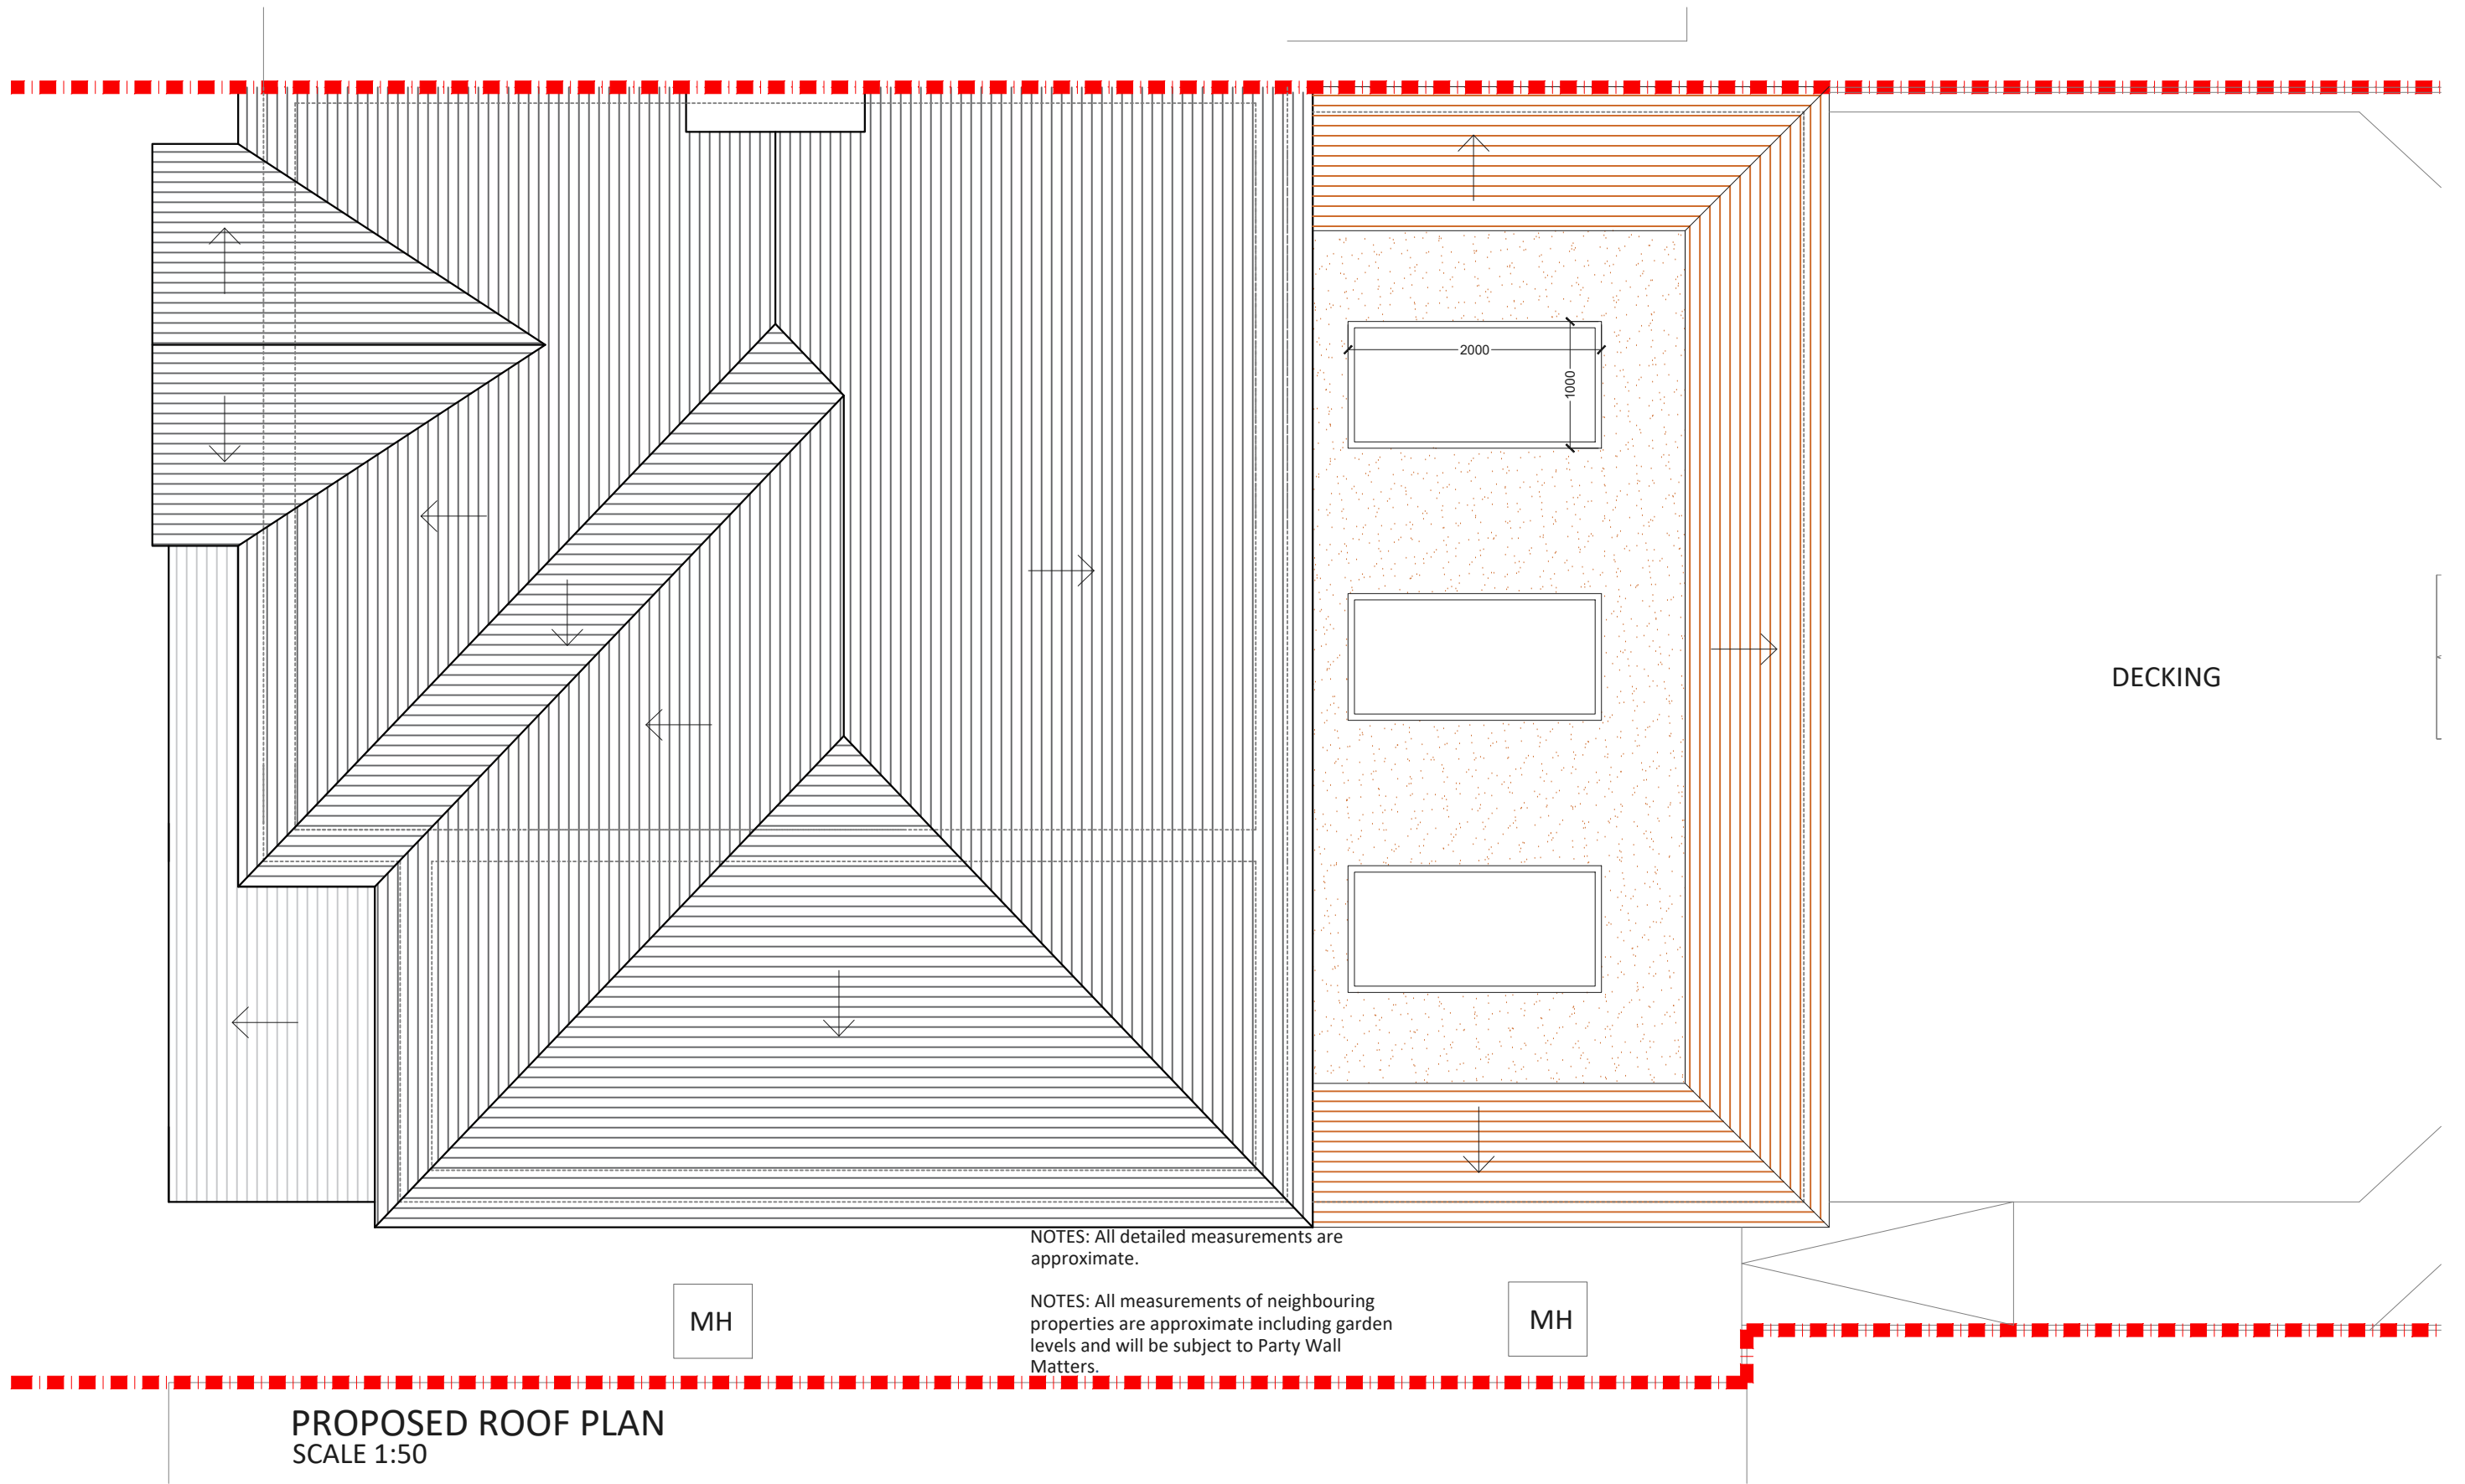 2000
1000
DECKING
NOTES: All detailed measurements are
approximate.
NOTES: All measurements of neighbouring
properties are approximate including garden
levels and will be subject to Party Wall
Matters.
MH
MH
PROPOSED ROOF PLAN
SCALE 1:50